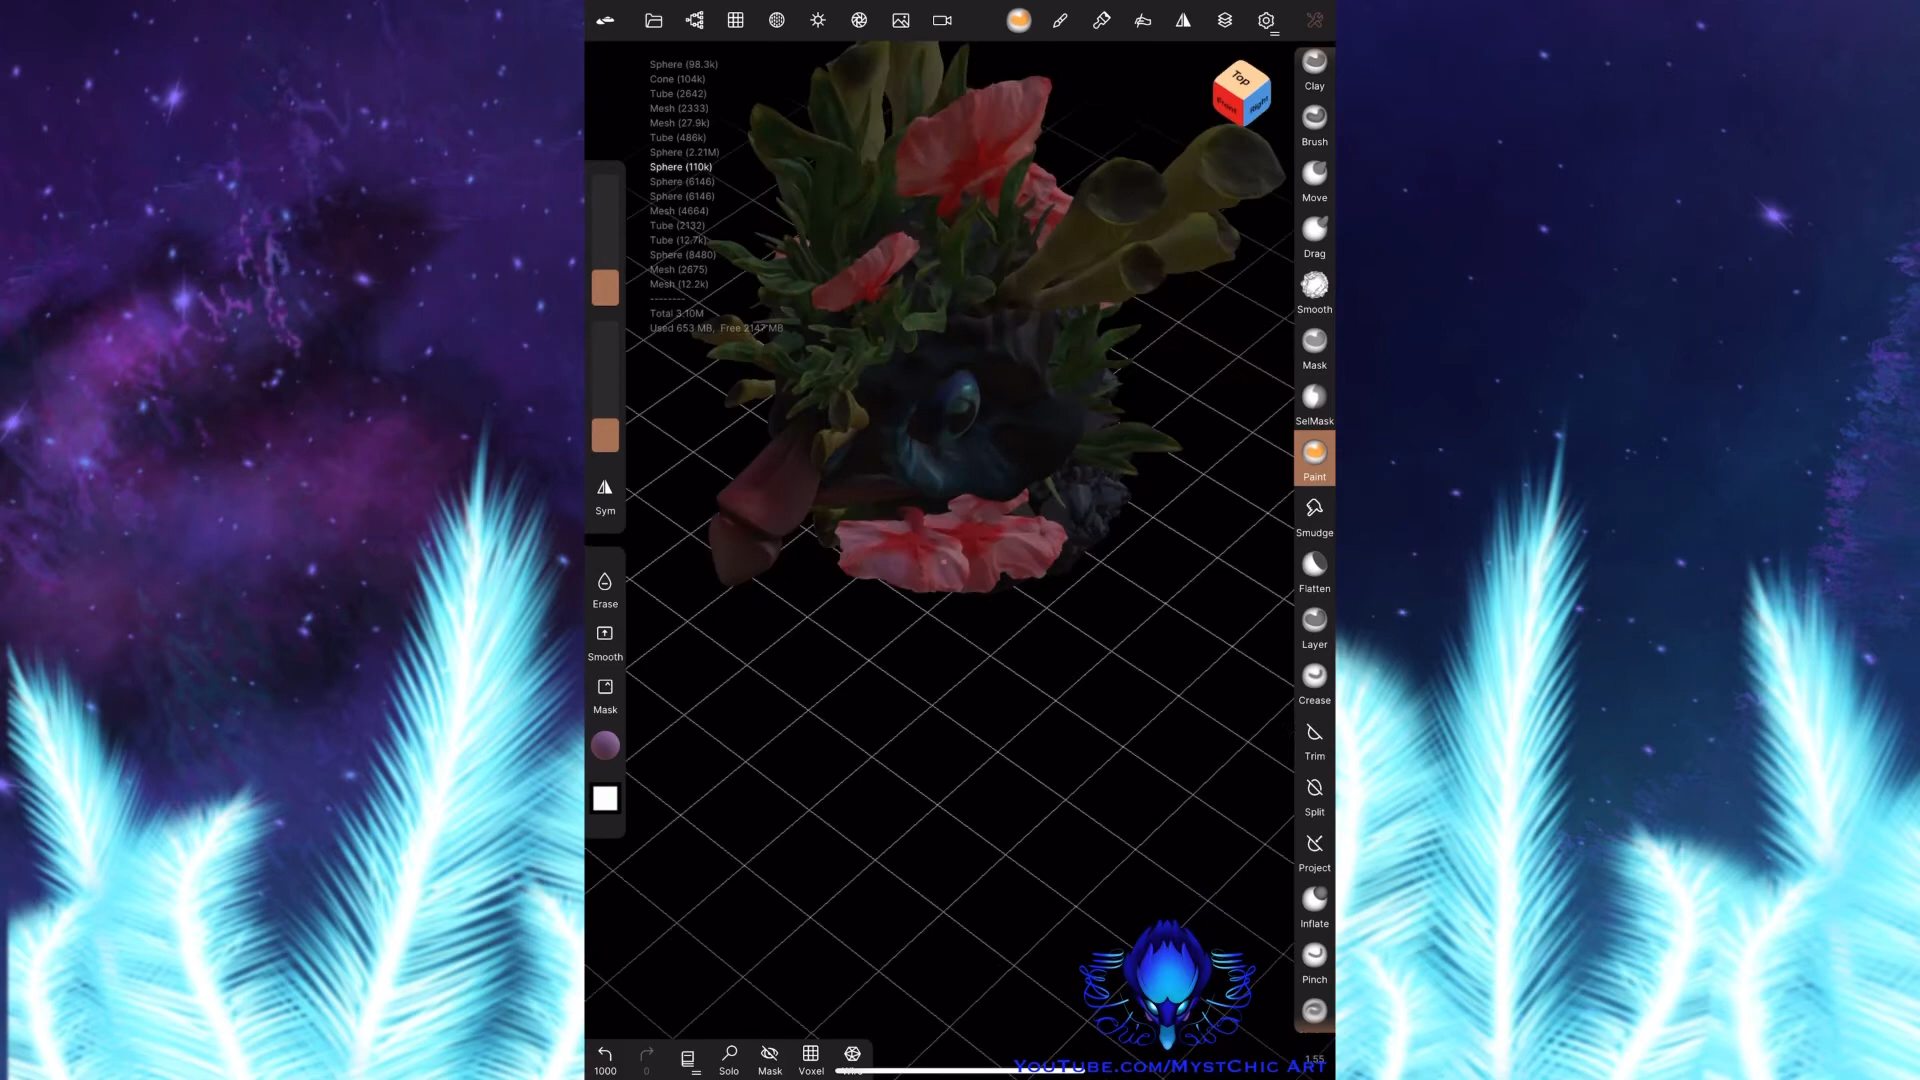 Sphere (98.3k)
Cone (104k)
Tube (2642)
Mesh (2333)
Mesh (27.9k)
Tube (486k)
Sphere (2.21M)
Sphere (110k)
Sphere (6146)
Sphere (6146)
Mesh (4664)
Tube (2132)
Tube (12.7k)
Sphere (8480)
Mesh (2675)
Mesh (12.2k)
--------
Total 3.10M
Used 653 MB, Free 2147 MB
Top
Front
Right
Sym
Erase
Smooth
Mask
Clay
Brush
Move
Drag
Smooth
Mask
SelMask
Paint
Smudge
Flatten
Layer
Crease
Trim
Split
Project
Inflate
Pinch
1000
0
Solo
Mask
Voxel
1.55
YouTube.com/MystChic Art